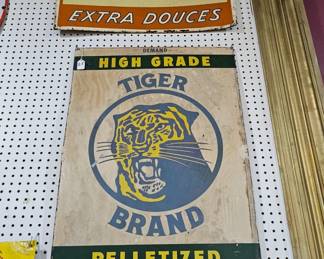 EXTRA DOUCES
DEMAND
HIGH GRADE
TIGER
BRAND
PELLETIZED